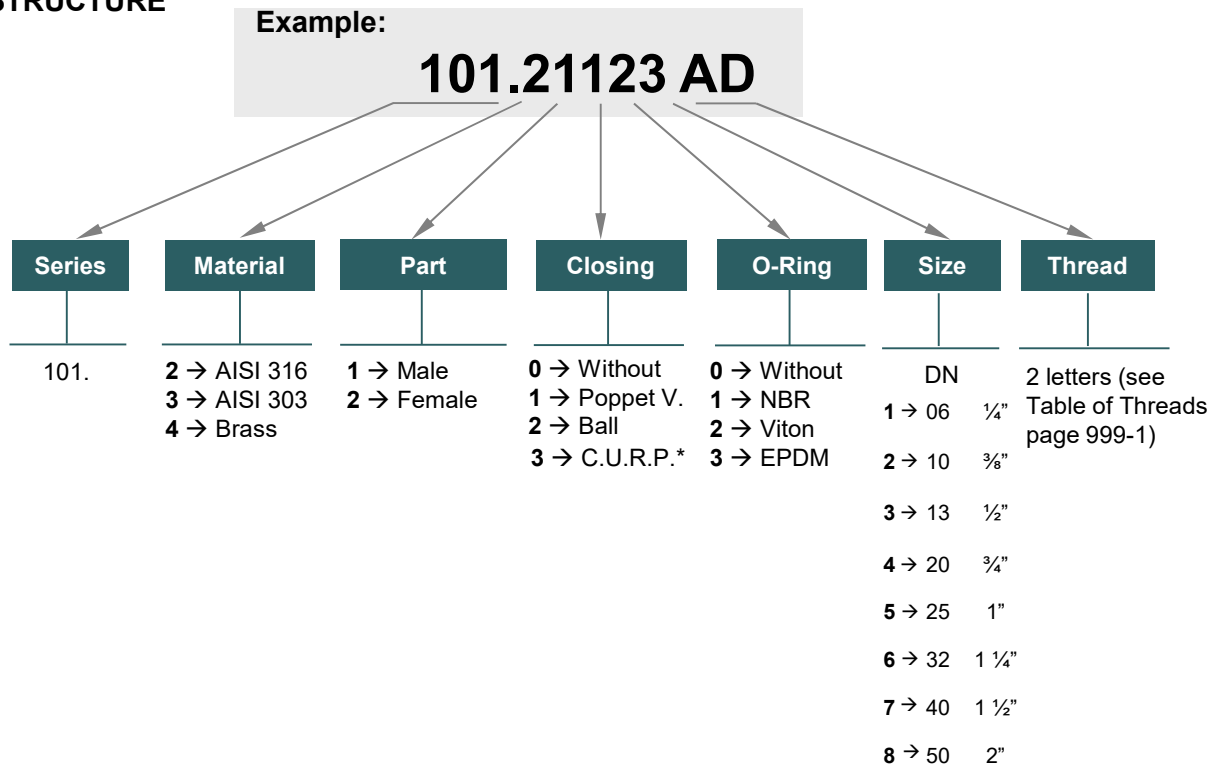 STRUCTURE
Example:
101.21123 AD
Series
Material
Part
Closing
O-Ring
Size
Thread
101.
2 → AISI 316
3 → AISI 303
4 → Brass
1 → Male
2 → Female
0 → Without
1 → Poppet V.
2 → Ball
3 → C.U.R.P.*
0 → Without
1 → NBR
2 → Viton
3 → EPDM
DN
1 → 06 ¼”
2 → 10 ⅜”
3 → 13 ½”
4 → 20 ¾”
5 → 25 1”
6 → 32 1 ¼”
7 → 40 1 ½”
8 → 50 2”
2 letters (see
Table of Threads
page 999-1)